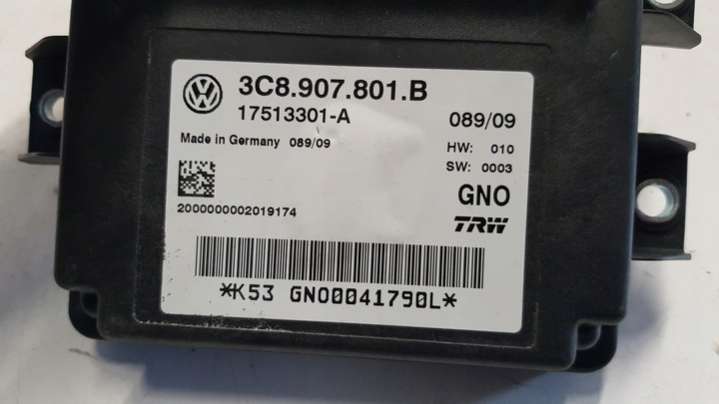 3C8.907.801.B
17513301-A
089/09
Made in Germany 089/09
HW: 010
SW: 0003
GNO
2000000002019174
TRW
*K53 GNO0041790L*